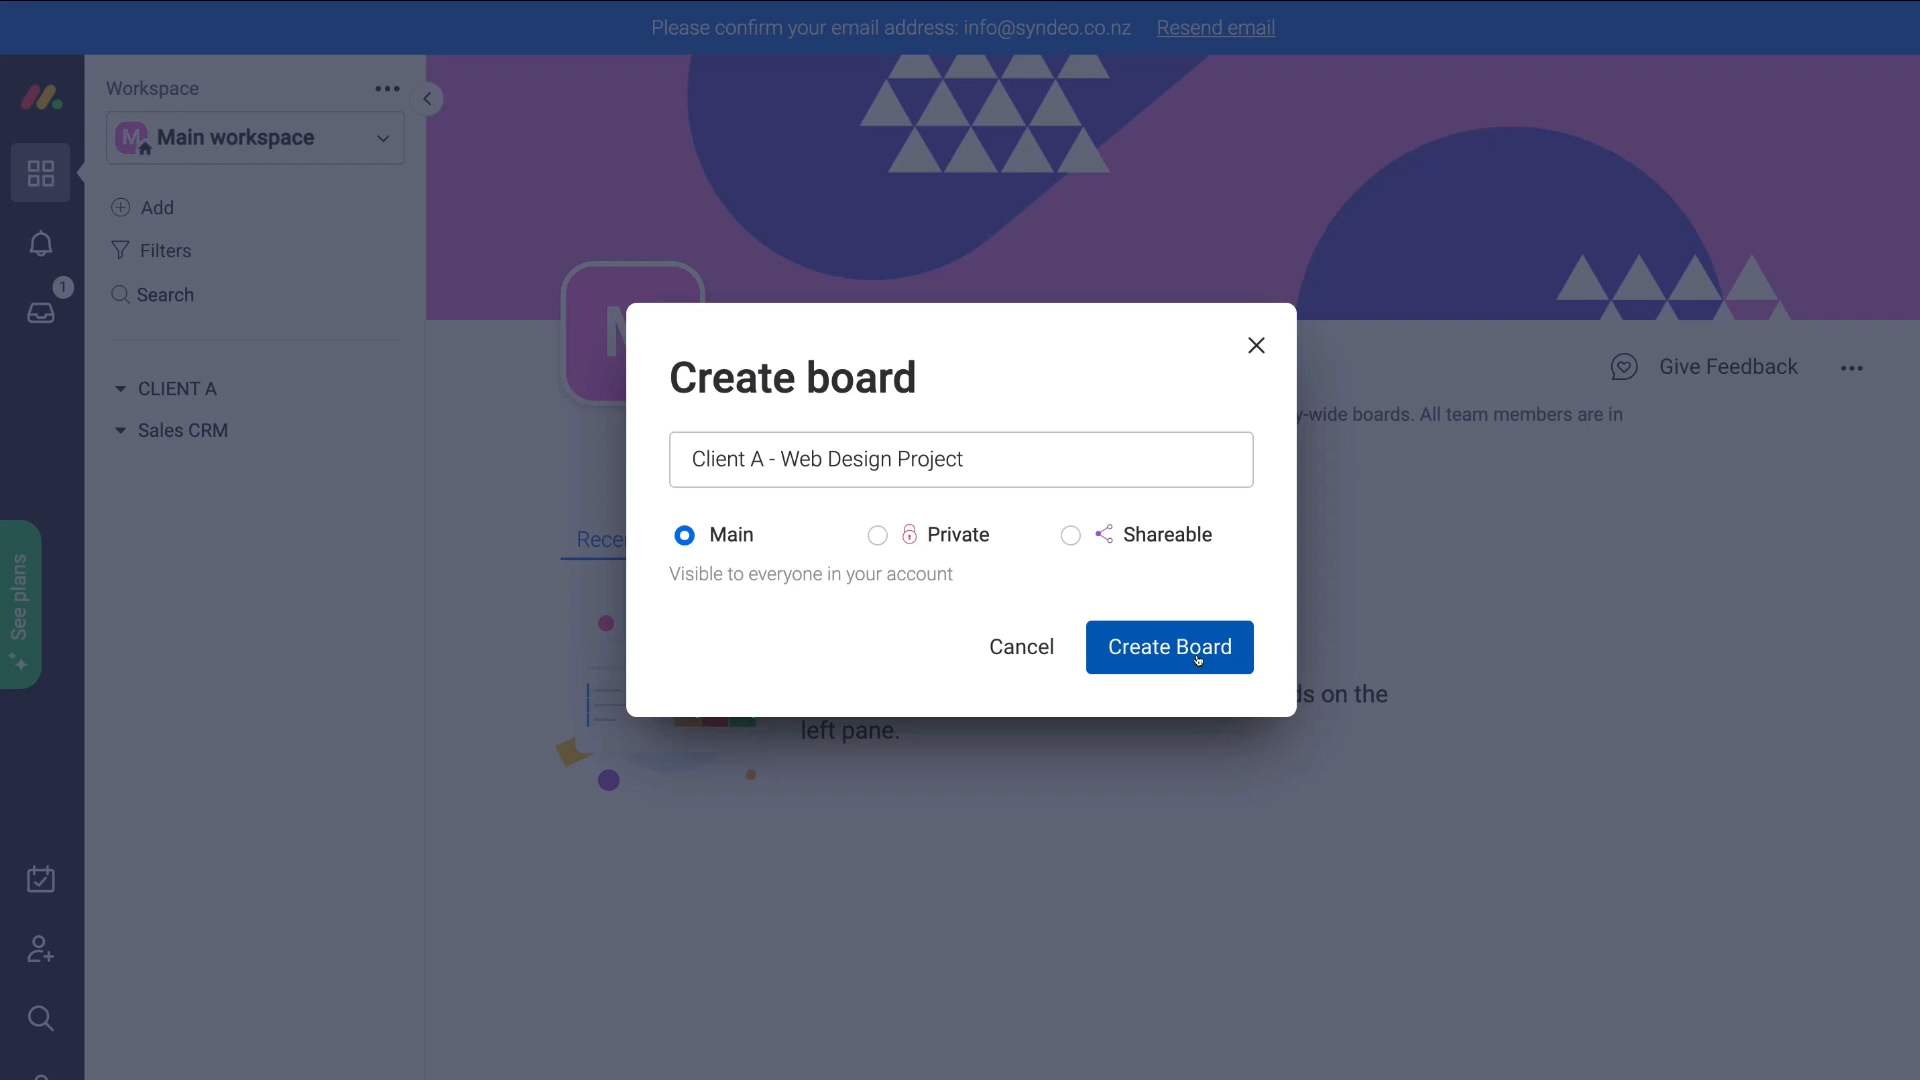 Please confirm your email address: info@syndeo.co.nz Resend email
Workspace
M Main workspace
Add
Filters
1
Search
CLIENT A
Sales CRM
See plans
Give Feedback
y-wide boards. All team members are in
Create board
Client A - Web Design Project
Main Private Shareable
Visible to everyone in your account
Cancel Create Board
Rece
ds on the
left pane.